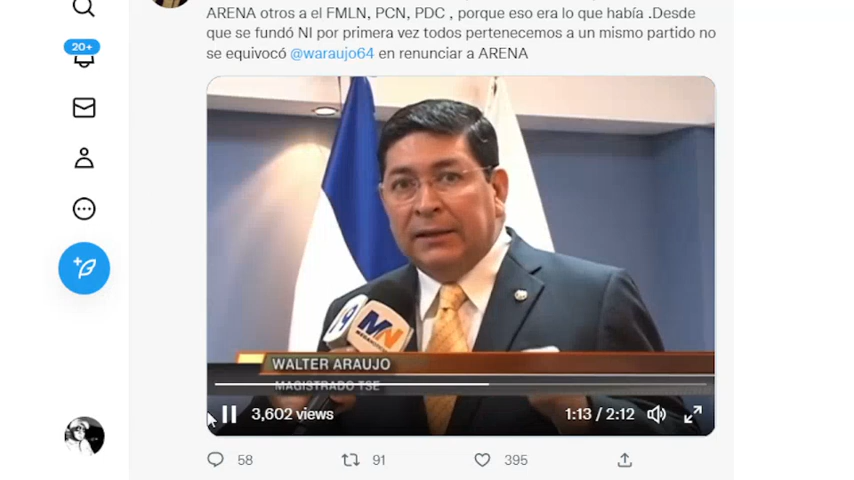 ARENA otros a el FMLN, PCN, PDC , porque eso era lo que había .Desde
que se fundó NI por primera vez todos pertenecemos a un mismo partido no
se equivocó @waraujo64 en renunciar a ARENA
20+
19
MN
WALTER ARAUJO
MAGISTRADO TSE
3,602 views
1:13 / 2:12
58
91
395